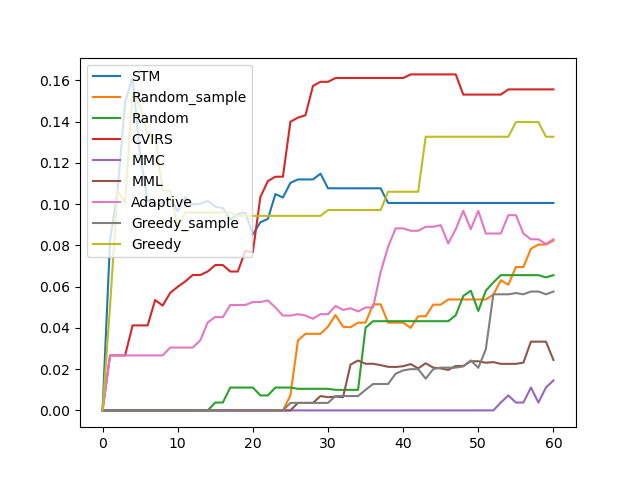 STM
Random_sample
Random
CVIRS
MMC
MML
Adaptive
Greedy_sample
Greedy
0.16
0.14
0.12
0.10
0.08
0.06
0.04
0.02
0.00
0 10 20 30 40 50 60